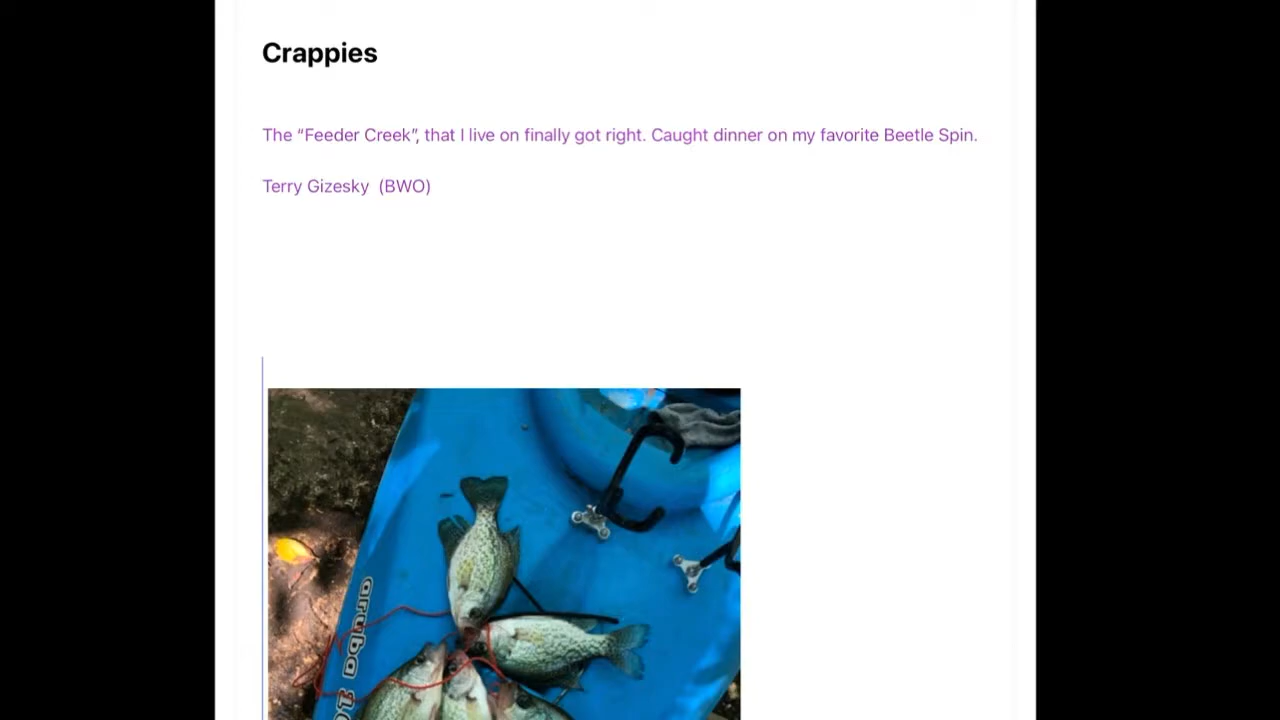 Crappies
The “Feeder Creek”, that I live on finally got right. Caught dinner on my favorite Beetle Spin.
Terry Gizesky  (BWO)
aruba 10